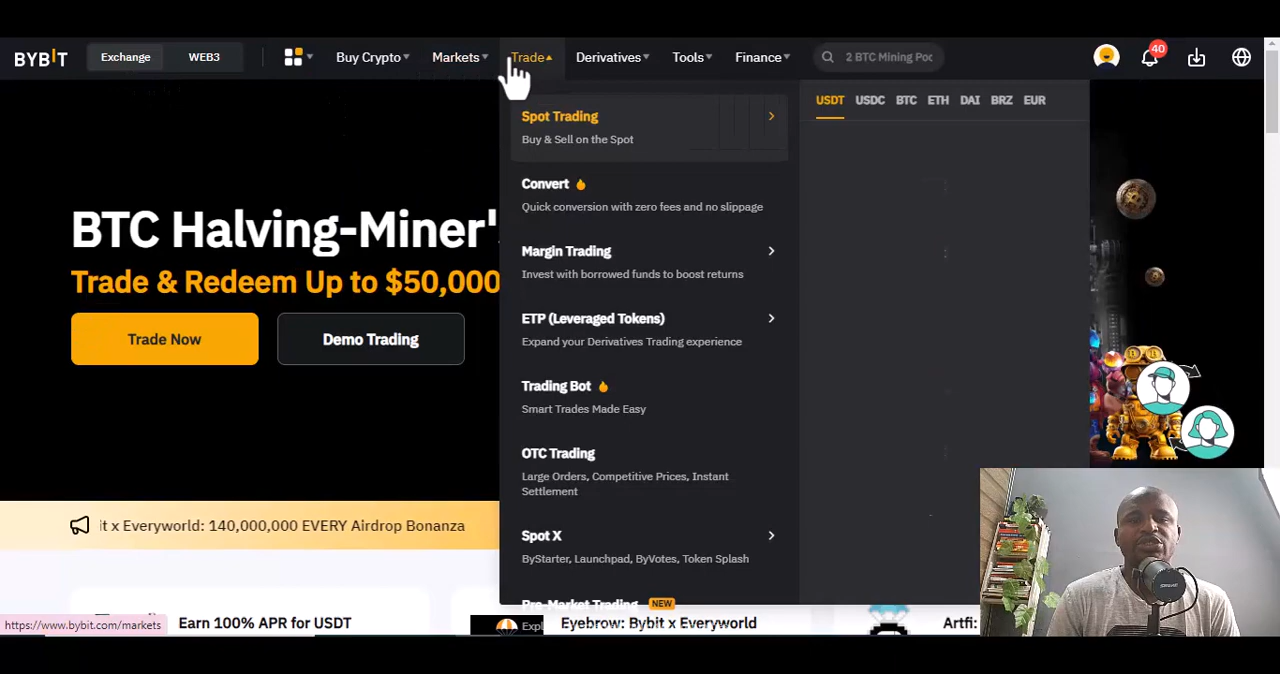 BYBIT
Exchange
WEB3
Buy Crypto
Markets
Trade
Derivatives
Tools
Finance
2 BTC Mining Poc
40
USDT USDC BTC ETH DAI BRZ EUR
Spot Trading
Buy & Sell on the Spot
Convert
Quick conversion with zero fees and no slippage
Margin Trading
Invest with borrowed funds to boost returns
ETP (Leveraged Tokens)
Expand your Derivatives Trading experience
Trading Bot
Smart Trades Made Easy
OTC Trading
Large Orders, Competitive Prices, Instant
Settlement
Spot X
ByStarter, Launchpad, ByVotes, Token Splash
Pre-Market Trading NEW
Expl
BTC Halving-Miner'
Trade & Redeem Up to $50,000
Trade Now
Demo Trading
it x Everyworld: 140,000,000 EVERY Airdrop Bonanza
Earn 100% APR for USDT
Eyebrow: Bybit x Everyworld
Artfi:
https://www.bybit.com/markets